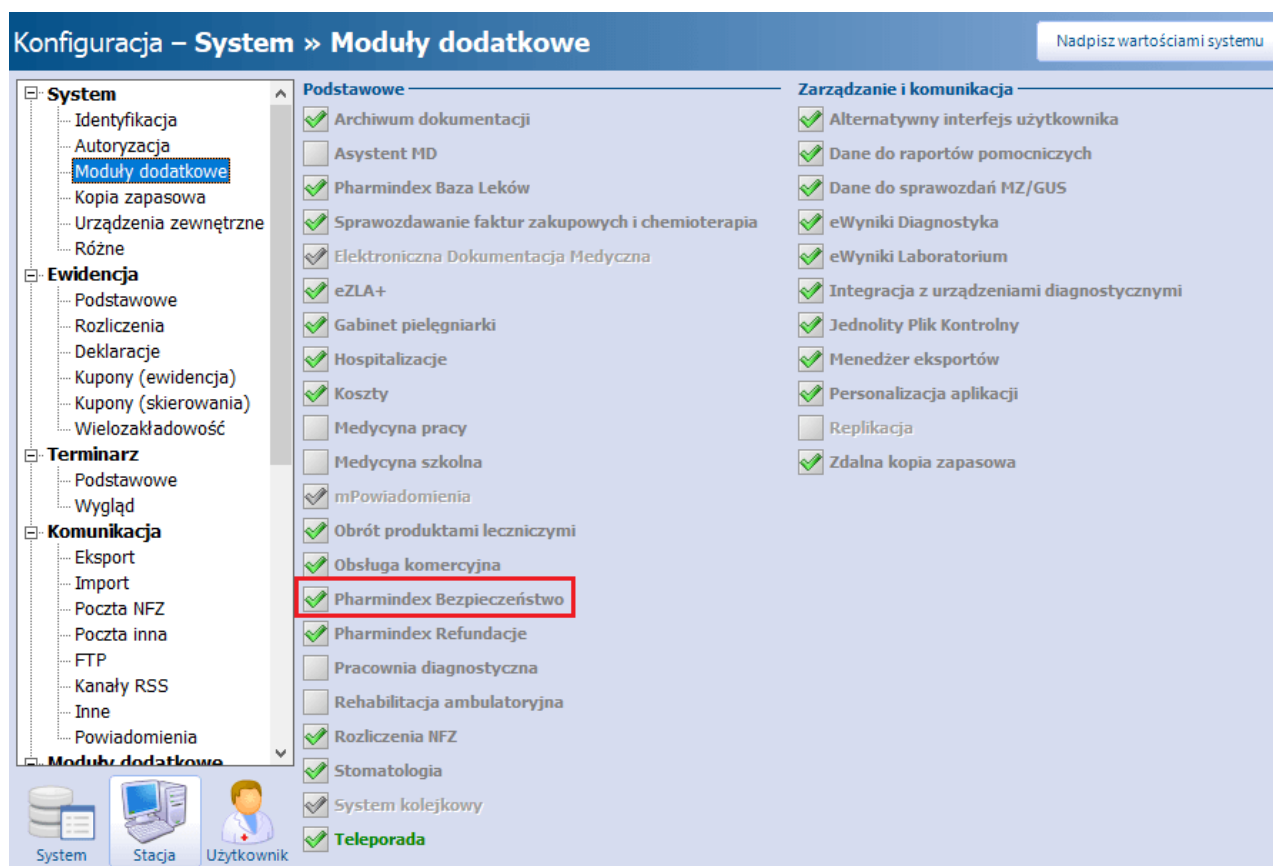 Konfiguracja – System » Moduły dodatkowe
Nadpisz wartościami systemu
System
Identyfikacja
Autoryzacja
Moduły dodatkowe
Kopia zapasowa
Urządzenia zewnętrzne
Różne
Ewidencja
Podstawowe
Rozliczenia
Deklaracje
Kupony (ewidencja)
Kupony (skierowania)
Wielozakładowość
Terminarz
Podstawowe
Wygląd
Komunikacja
Eksport
Import
Poczta NFZ
Poczta inna
FTP
Kanały RSS
Inne
Powiadomienia
Moduły dodatkowe
System
Stacja
Użytkownik
Podstawowe
Archiwum dokumentacji
Asystent MD
Pharmindex Baza Leków
Sprawozdawanie faktur zakupowych i chemioterapia
Elektroniczna Dokumentacja Medyczna
eZLA+
Gabinet pielęgniarki
Hospitalizacje
Koszty
Medycyna pracy
Medycyna szkolna
mPowiadomienia
Obrót produktami leczniczymi
Obsługa komercyjna
Pharmindex Bezpieczeństwo
Pharmindex Refundacje
Pracownia diagnostyczna
Rehabilitacja ambulatoryjna
Rozliczenia NFZ
Stomatologia
System kolejkowy
Teleporada
Zarządzanie i komunikacja
Alternatywny interfejs użytkownika
Dane do raportów pomocniczych
Dane do sprawozdań MZ/GUS
eWyniki Diagnostyka
eWyniki Laboratorium
Integracja z urządzeniami diagnostycznymi
Jednolity Plik Kontrolny
Menedżer eksportów
Personalizacja aplikacji
Replikacja
Zdalna kopia zapasowa